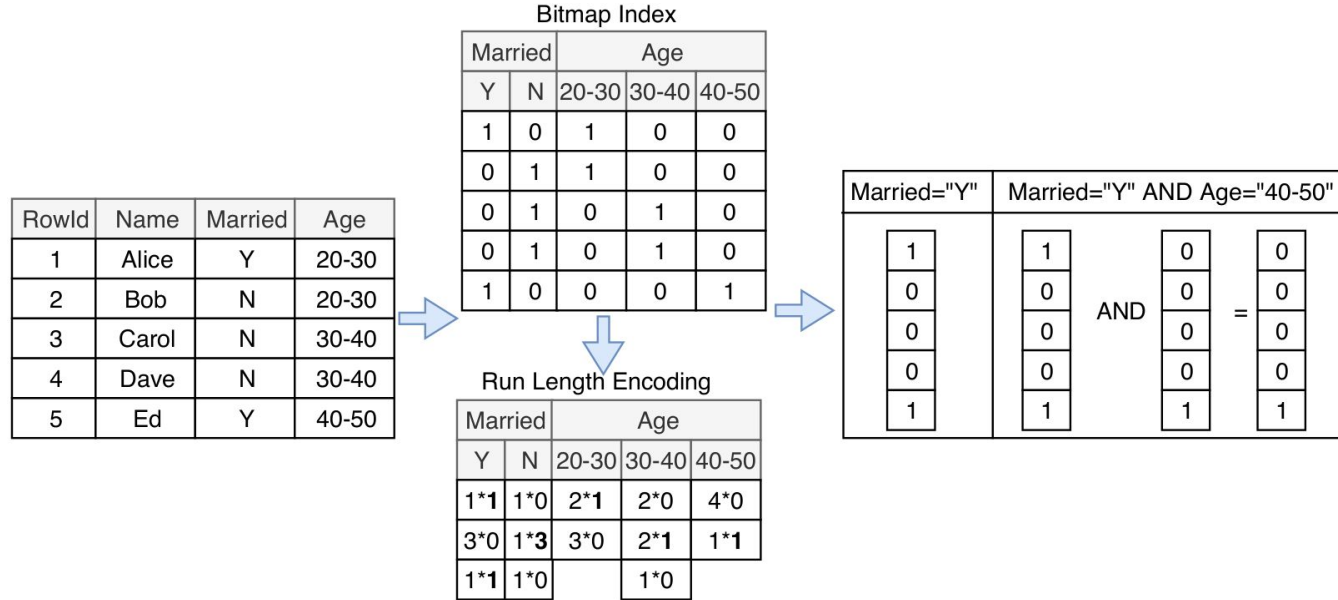 Bitmap Index
Married Age
Y N 20-30 30-40 40-50
1 0 1 0 0
0 1 1 0 0
0 1 0 1 0
0 1 0 1 0
1 0 0 0 1
RowId Name Married Age
1 Alice Y 20-30
2 Bob N 20-30
3 Carol N 30-40
4 Dave N 30-40
5 Ed Y 40-50
Run Length Encoding
Married Age
Y N 20-30 30-40 40-50
1*1 1*0 2*1 2*0 4*0
3*0 1*3 3*0 2*1 1*1
1*1 1*0 1*0
Married="Y" Married="Y" AND Age="40-50"
1 1 0 0
0 0 0 0
0 0 AND 0 = 0
0 0 0 0
1 1 1 1